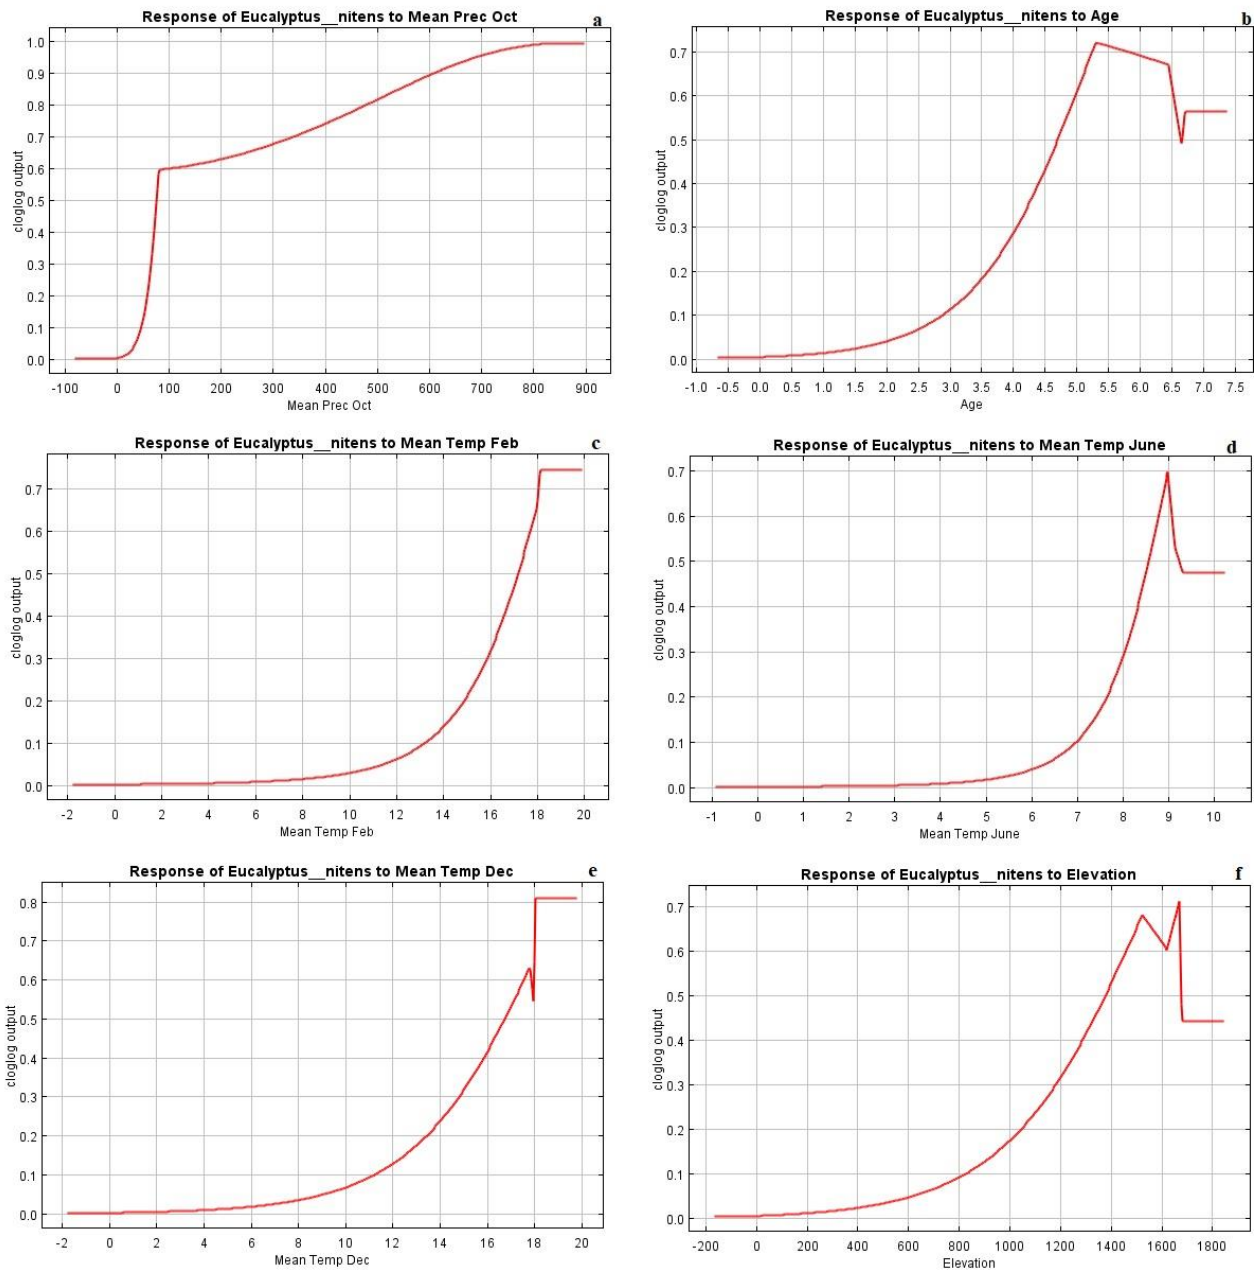 Response of Eucalyptus__nitens to Mean Prec Oct a
cloglog output
1.0
0.9
0.8
0.7
0.6
0.5
0.4
0.3
0.2
0.1
0.0
-100 0 100 200 300 400 500 600 700 800 900
Mean Prec Oct
Response of Eucalyptus__nitens to Age b
cloglog output
0.7
0.6
0.5
0.4
0.3
0.2
0.1
0.0
-1.0 -0.5 0.0 0.5 1.0 1.5 2.0 2.5 3.0 3.5 4.0 4.5 5.0 5.5 6.0 6.5 7.0 7.5
Age
Response of Eucalyptus__nitens to Mean Temp Feb c
cloglog output
0.7
0.6
0.5
0.4
0.3
0.2
0.1
0.0
-2 0 2 4 6 8 10 12 14 16 18 20
Mean Temp Feb
Response of Eucalyptus__nitens to Mean Temp June d
cloglog output
0.7
0.6
0.5
0.4
0.3
0.2
0.1
0.0
-1 0 1 2 3 4 5 6 7 8 9 10
Mean Temp June
Response of Eucalyptus__nitens to Mean Temp Dec e
cloglog output
0.8
0.7
0.6
0.5
0.4
0.3
0.2
0.1
0.0
-2 0 2 4 6 8 10 12 14 16 18 20
Mean Temp Dec
Response of Eucalyptus__nitens to Elevation f
cloglog output
0.7
0.6
0.5
0.4
0.3
0.2
0.1
0.0
-200 0 200 400 600 800 1000 1200 1400 1600 1800
Elevation